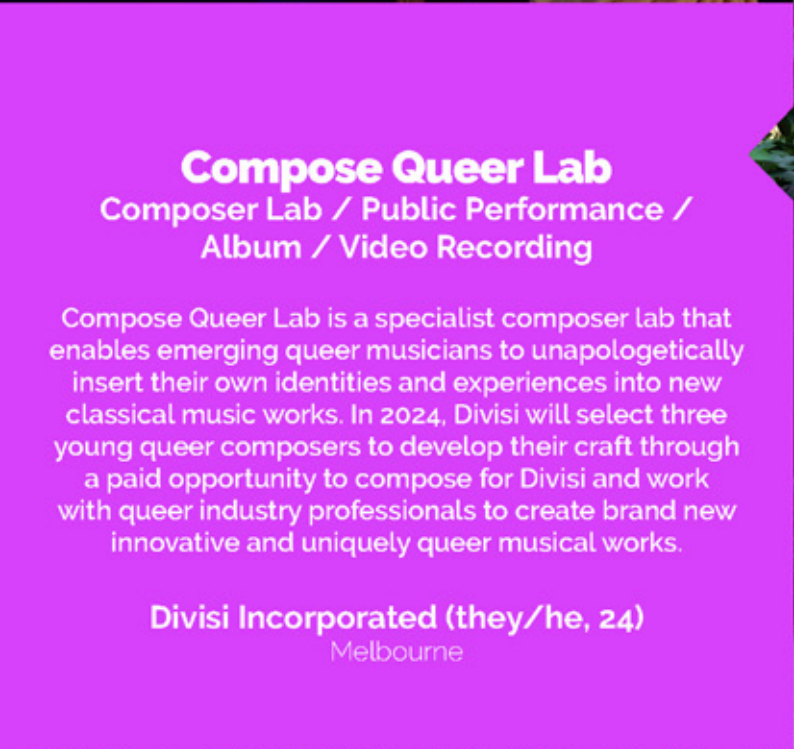 Compose Queer Lab
Composer Lab / Public Performance /
Album / Video Recording
Compose Queer Lab is a specialist composer lab that
enables emerging queer musicians to unapologetically
insert their own identities and experiences into new
classical music works. In 2024, Divisi will select three
young queer composers to develop their craft through
a paid opportunity to compose for Divisi and work
with queer industry professionals to create brand new
innovative and uniquely queer musical works.
Divisi Incorporated (they/he, 24)
Melbourne